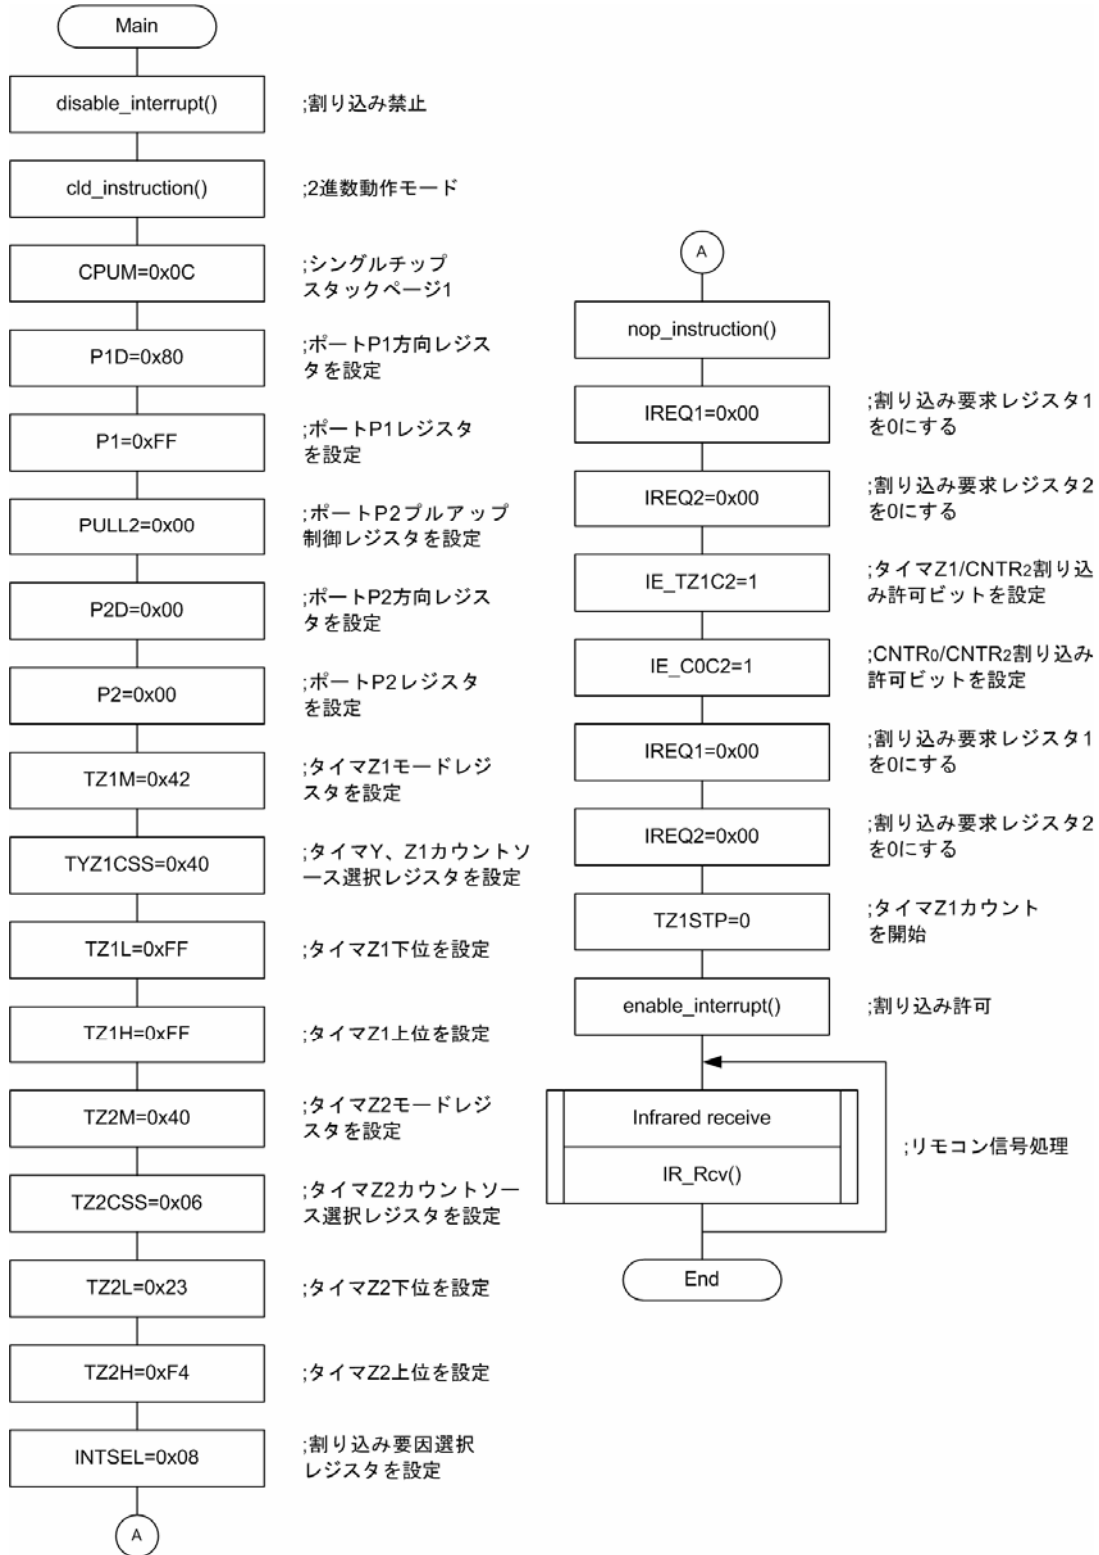 Main
disable_interrupt()
;割り込み禁止
cld_instruction()
;2進数動作モード
CPUM=0x0C
;シングルチップ
スタックページ1
P1D=0x80
;ポートP1方向レジス
タを設定
P1=0xFF
;ポートP1レジスタ
を設定
PULL2=0x00
;ポートP2プルアップ
制御レジスタを設定
P2D=0x00
;ポートP2方向レジス
タを設定
P2=0x00
;ポートP2レジスタ
を設定
TZ1M=0x42
;タイマZ1モードレジ
スタを設定
TYZ1CSS=0x40
;タイマY、Z1カウントソ
ース選択レジスタを設定
TZ1L=0xFF
;タイマZ1下位を設定
TZ1H=0xFF
;タイマZ1上位を設定
TZ2M=0x40
;タイマZ2モードレジ
スタを設定
TZ2CSS=0x06
;タイマZ2カウントソー
ス選択レジスタを設定
TZ2L=0x23
;タイマZ2下位を設定
TZ2H=0xF4
;タイマZ2上位を設定
INTSEL=0x08
;割り込み要因選択
レジスタを設定
A
A
nop_instruction()
IREQ1=0x00
;割り込み要求レジスタ1
を0にする
IREQ2=0x00
;割り込み要求レジスタ2
を0にする
IE_TZ1C2=1
;タイマZ1/CNTR2割り込
み許可ビットを設定
IE_C0C2=1
;CNTR0/CNTR2割り込み
許可ビットを設定
IREQ1=0x00
;割り込み要求レジスタ1
を0にする
IREQ2=0x00
;割り込み要求レジスタ2
を0にする
TZ1STP=0
;タイマZ1カウント
を開始
enable_interrupt()
;割り込み許可
Infrared receive
IR_Rcv()
;リモコン信号処理
End